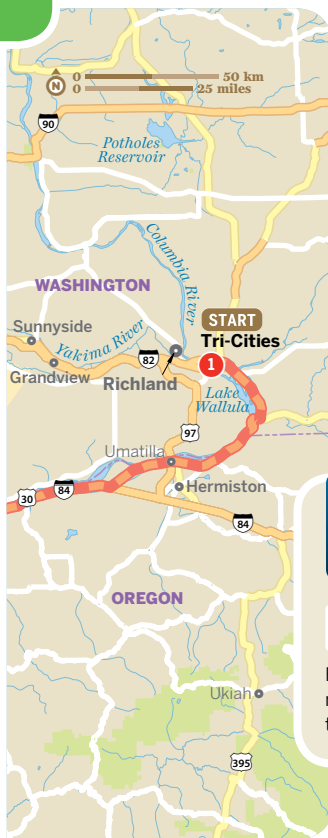 0 50 km
N
0 25 miles
90
Potholes
Reservoir
Columbia River
WASHINGTON
START
Sunnyside
Tri-Cities
Yakima River
82
1
Grandview
Richland
Lake
Wallula
97
Umatilla
Hermiston
84
30
84
OREGON
Ukiah
395